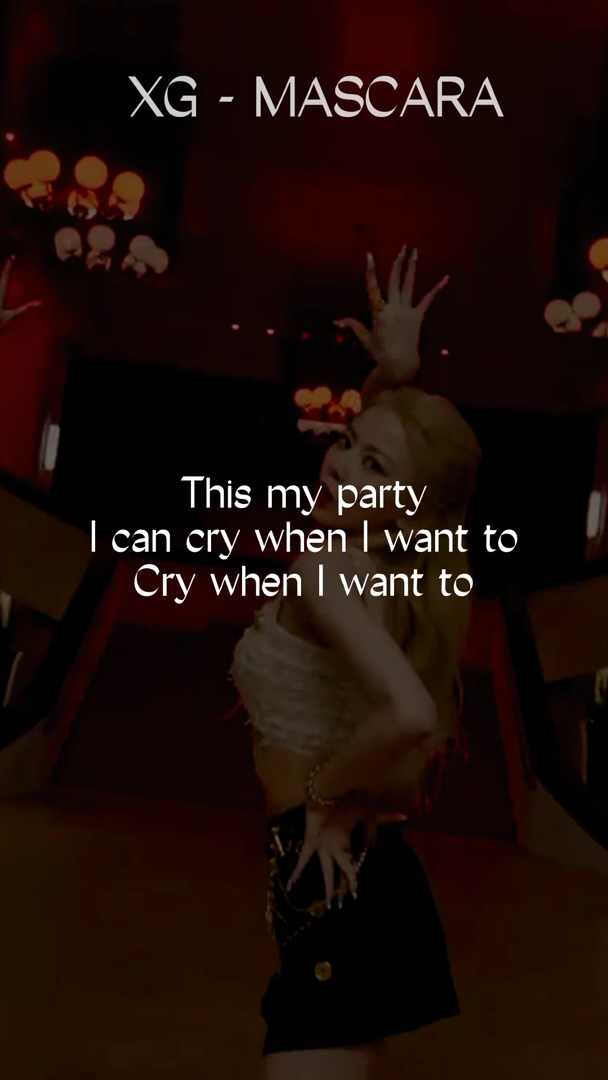 XG - MASCARA
This my party
I can cry when I want to
Cry when I want to